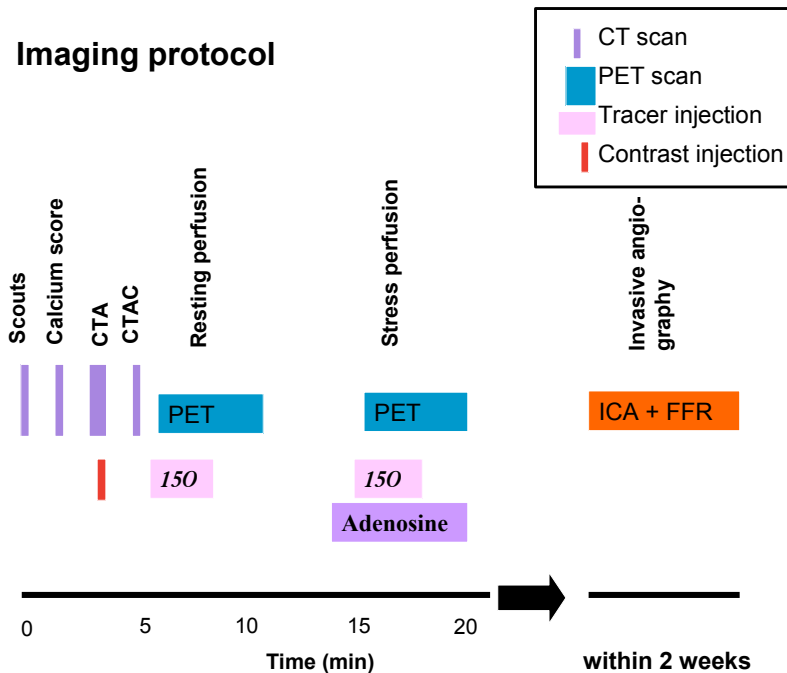 Imaging protocol
CT scan
PET scan
Tracer injection
Contrast injection
Scouts
Calcium score
CTA
CTAC
Resting perfusion
Stress perfusion
Invasive angio-
graphy
PET
PET
ICA + FFR
15O
15O
Adenosine
0
5
10
15
20
Time (min)
within 2 weeks